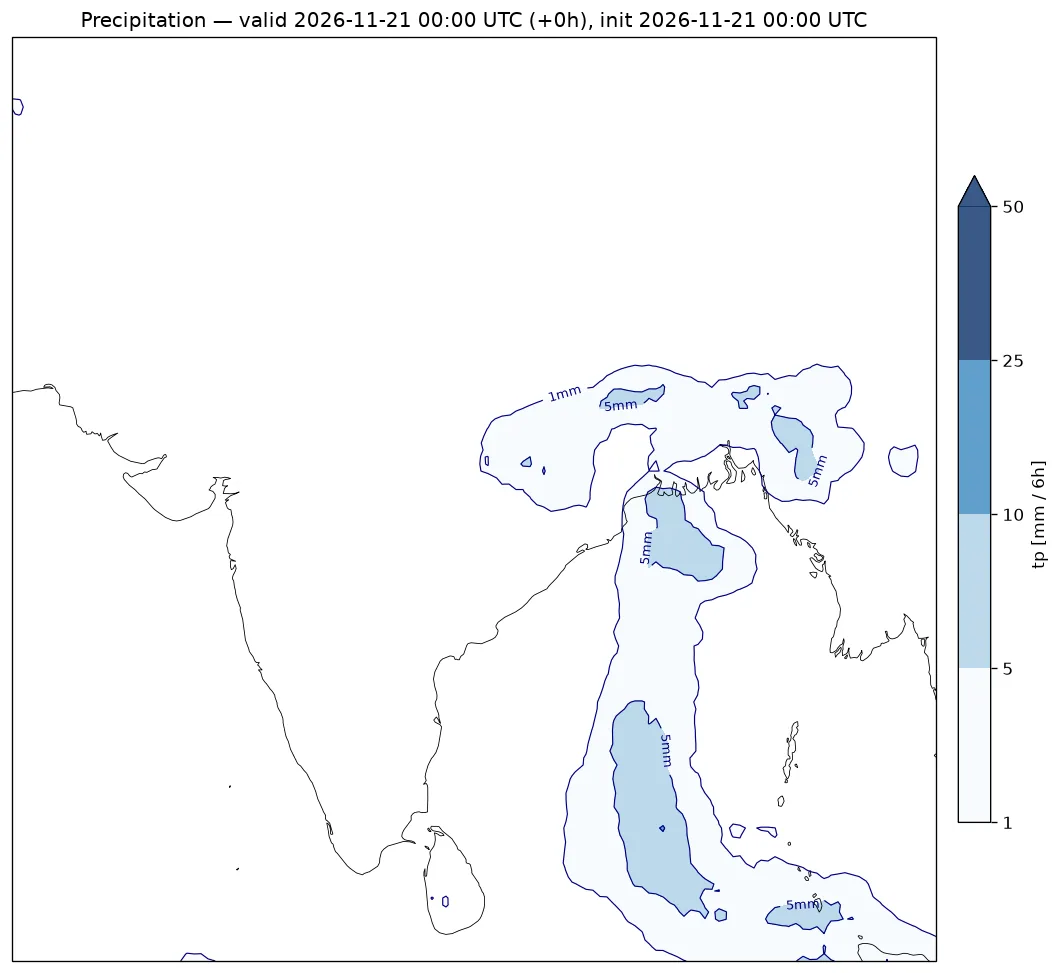 Precipitation — valid 2026-11-21 00:00 UTC (+0h), init 2026-11-21 00:00 UTC
50
25
10
5
1
tp [mm / 6h]
1mm
5mm
5mm
5mm
5mm
5mm